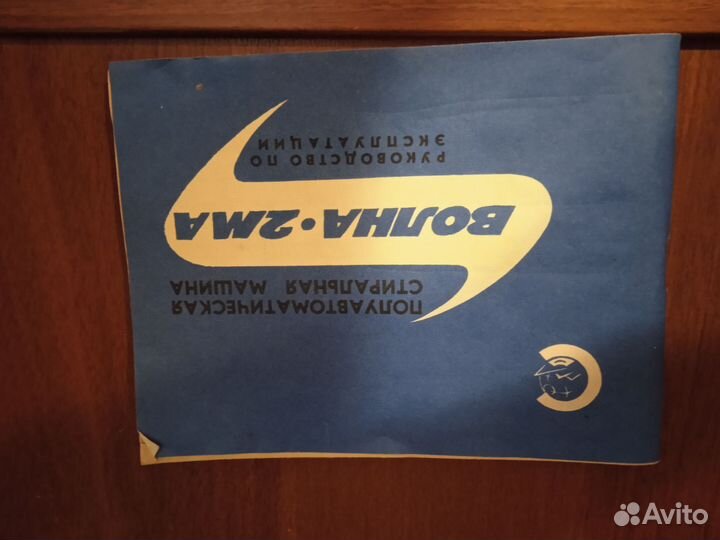 ПОЛУАВТОМАТИЧЕСКАЯ
СТИРАЛЬНАЯ МАШИНА
ВОЛНА·2МА
РУКОВОДСТВО ПО
ЭКСПЛУАТАЦИИ
Avito